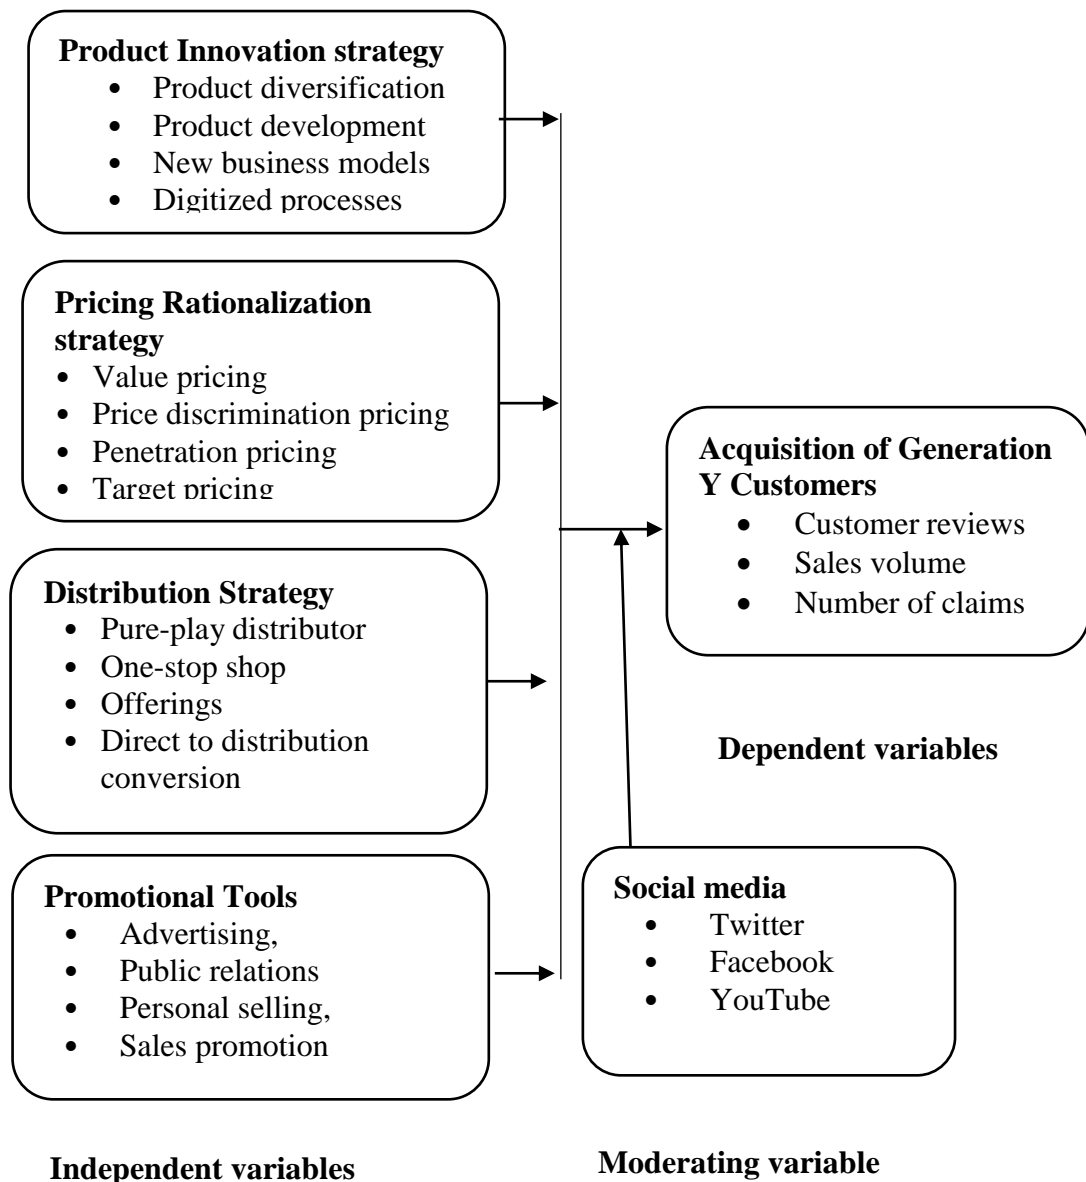 Product Innovation strategy
• Product diversification
• Product development
• New business models
• Digitized processes
Pricing Rationalization
strategy
• Value pricing
• Price discrimination pricing
• Penetration pricing
• Target pricing
Distribution Strategy
• Pure-play distributor
• One-stop shop
• Offerings
• Direct to distribution
conversion
Promotional Tools
• Advertising,
• Public relations
• Personal selling,
• Sales promotion
Independent variables
Acquisition of Generation
Y Customers
• Customer reviews
• Sales volume
• Number of claims
Dependent variables
Social media
• Twitter
• Facebook
• YouTube
Moderating variable